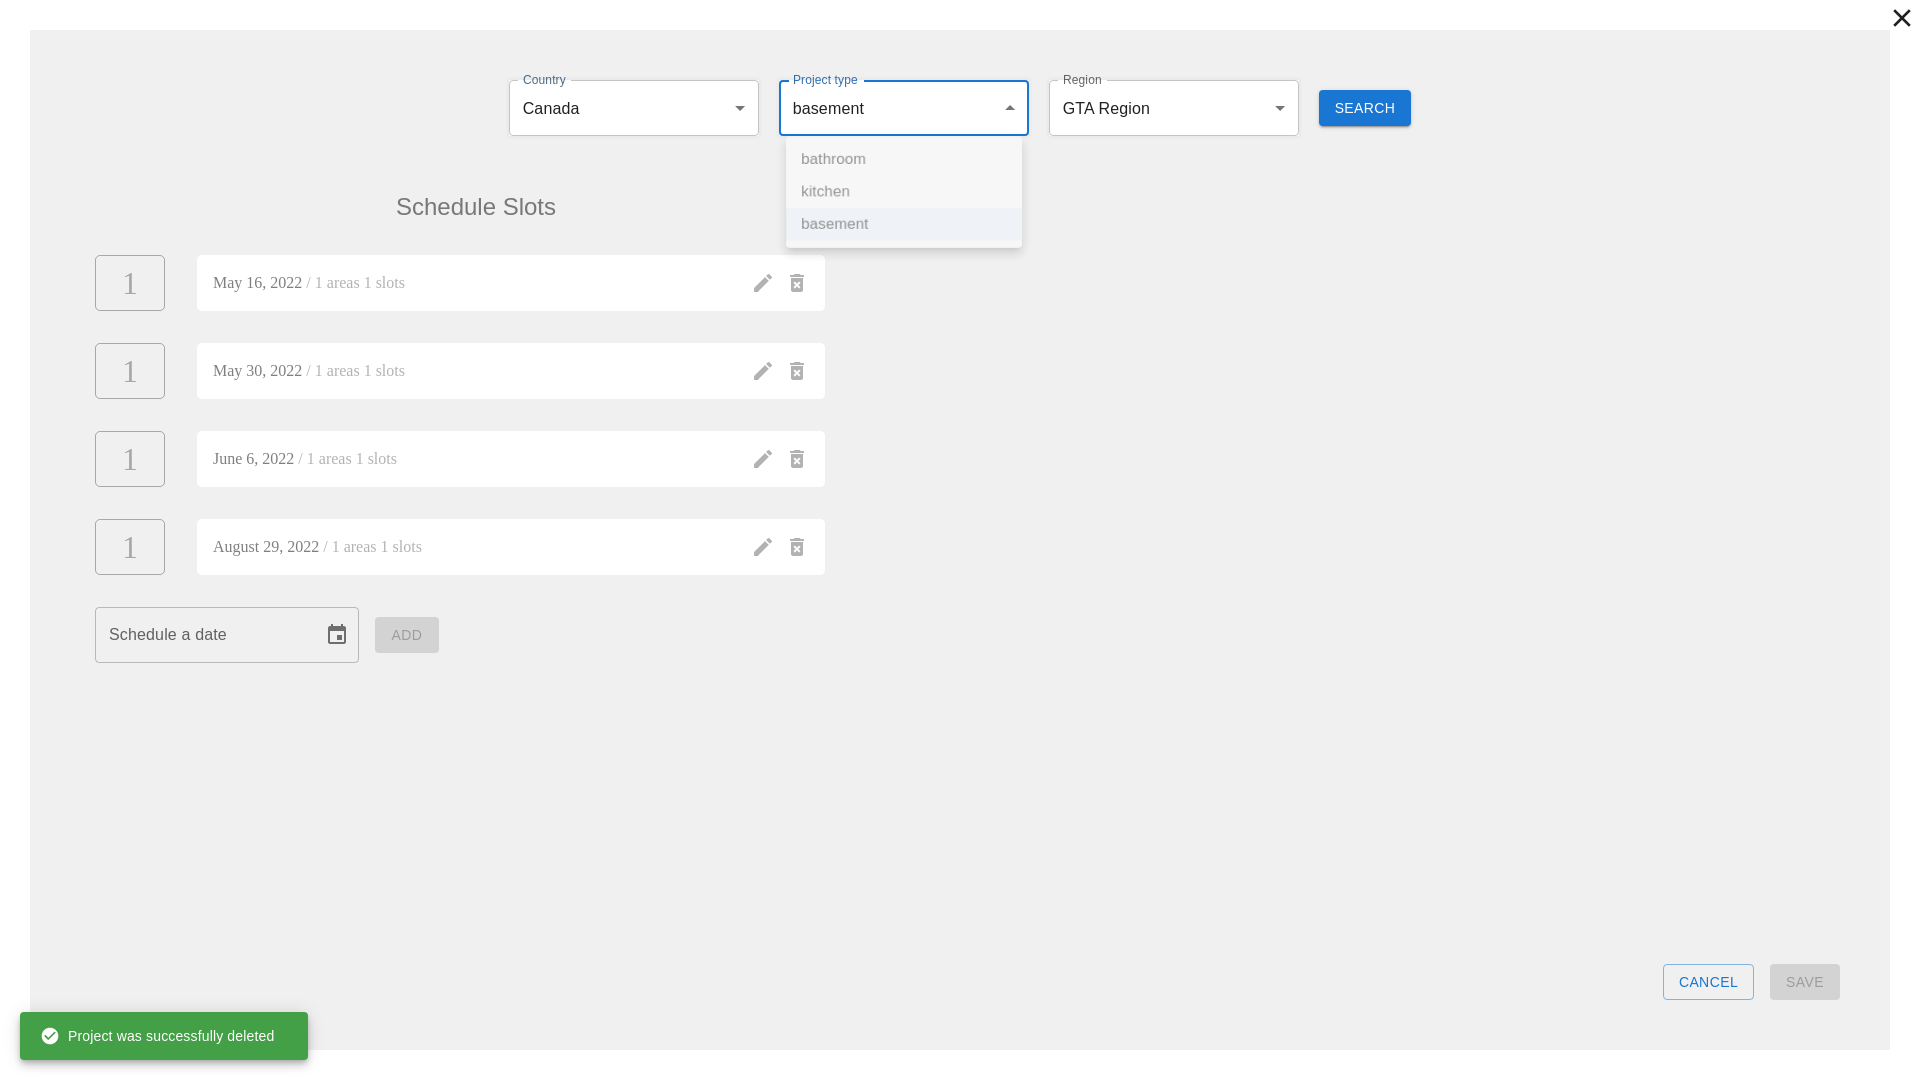 Country
Canada
Project type
basement
Region
GTA Region
SEARCH
bathroom
kitchen
basement
Schedule Slots
1
May 16, 2022 / 1 areas 1 slots
1
May 30, 2022 / 1 areas 1 slots
1
June 6, 2022 / 1 areas 1 slots
1
August 29, 2022 / 1 areas 1 slots
Schedule a date
ADD
CANCEL
SAVE
Project was successfully deleted